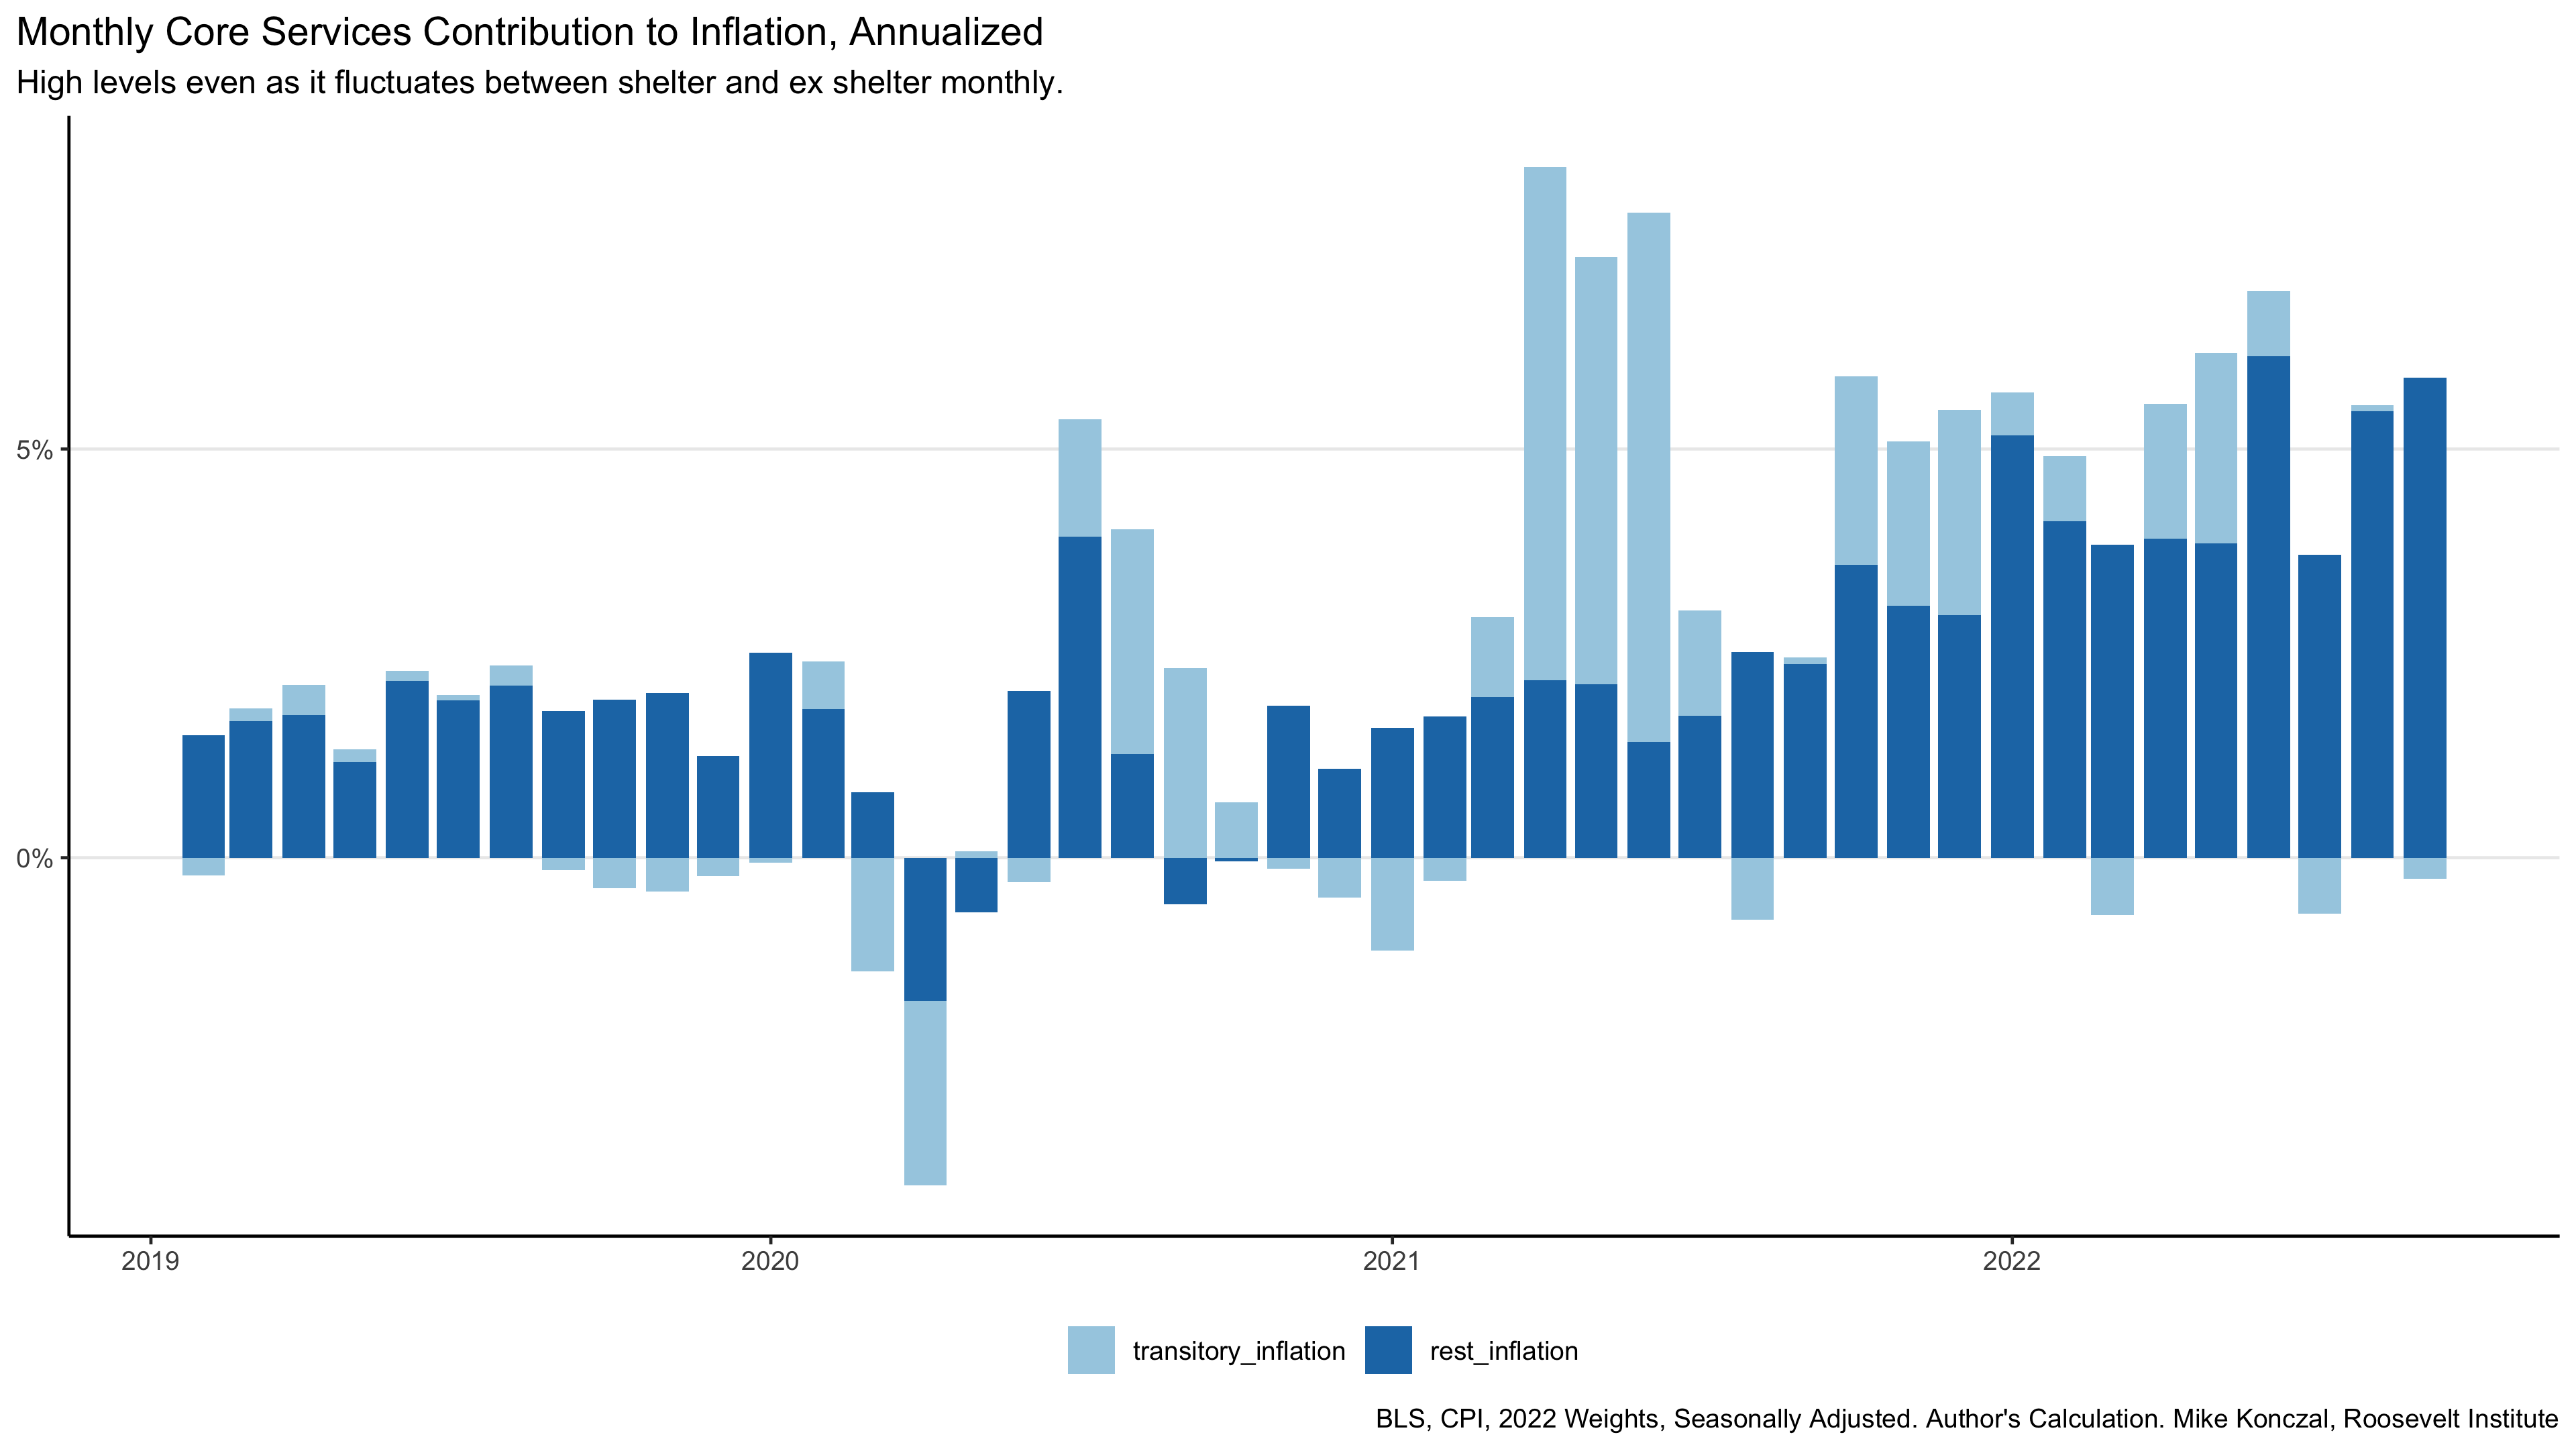 Monthly Core Services Contribution to Inflation, Annualized
High levels even as it fluctuates between shelter and ex shelter monthly.
5%
0%
2019 2020 2021 2022
transitory_inflation rest_inflation
BLS, CPI, 2022 Weights, Seasonally Adjusted. Author's Calculation. Mike Konczal, Roosevelt Institute